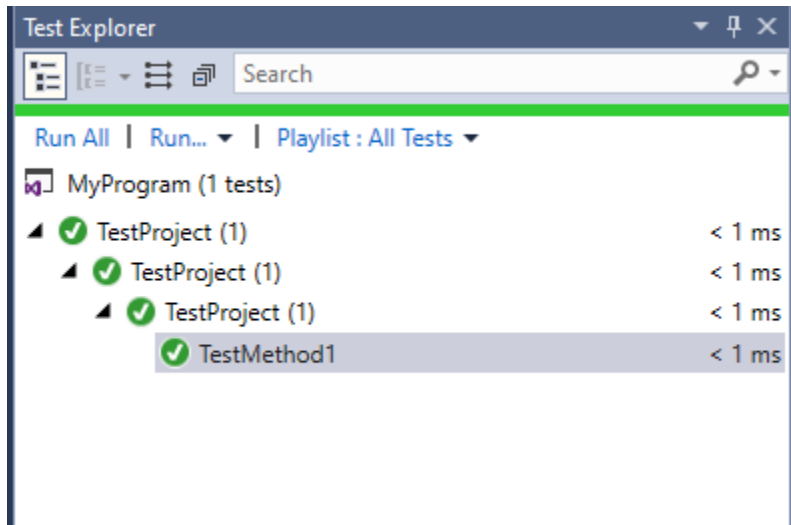 Test Explorer
Search
Run All | Run... | Playlist : All Tests
MyProgram (1 tests)
TestProject (1) < 1 ms
TestProject (1) < 1 ms
TestProject (1) < 1 ms
TestMethod1 < 1 ms